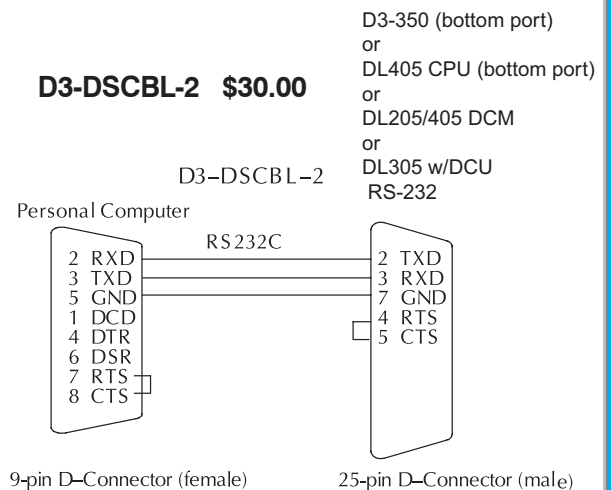 D3-DSCBL-2 $30.00
D3-350 (bottom port)
or
DL405 CPU (bottom port)
or
DL205/405 DCM
or
DL305 w/DCU
RS-232
D3–DSCBL–2
Personal Computer
RS232C
2 RXD
3 TXD
5 GND
1 DCD
4 DTR
6 DSR
7 RTS
8 CTS
2 TXD
3 RXD
7 GND
4 RTS
5 CTS
9-pin D–Connector (female)
25-pin D–Connector (male)